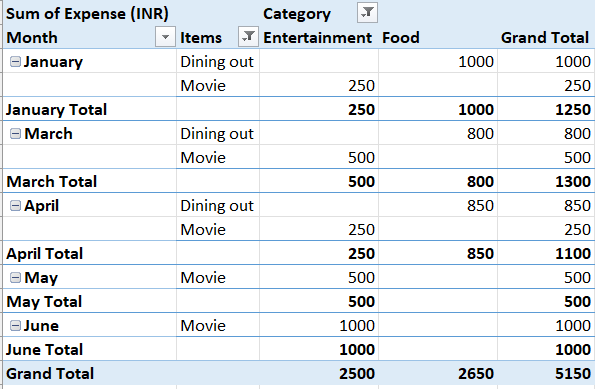 Sum of Expense (INR) Category
Month Items Entertainment Food Grand Total
January Dining out 1000 1000
Movie 250 250
January Total 250 1000 1250
March Dining out 800 800
Movie 500 500
March Total 500 800 1300
April Dining out 850 850
Movie 250 250
April Total 250 850 1100
May Movie 500 500
May Total 500 500
June Movie 1000 1000
June Total 1000 1000
Grand Total 2500 2650 5150